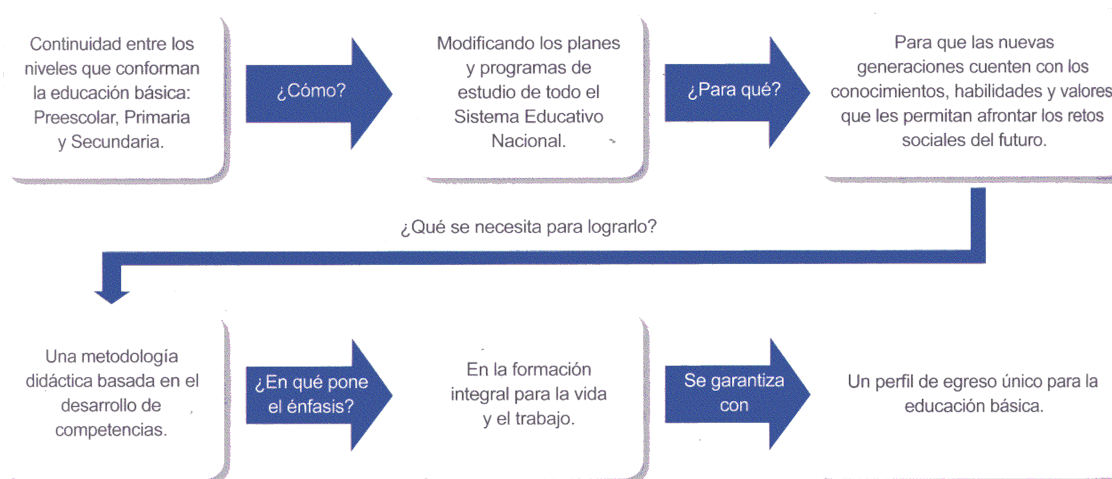 Continuidad entre los
niveles que conforman
la educación básica:
Preescolar, Primaria
y Secundaria.
¿Cómo?
Modificando los planes
y programas de
estudio de todo el
Sistema Educativo
Nacional.
¿Para qué?
Para que las nuevas
generaciones cuenten con los
conocimientos, habilidades y valores
que les permitan afrontar los retos
sociales del futuro.
¿Qué se necesita para lograrlo?
Una metodología
didáctica basada en el
desarrollo de
competencias.
¿En qué pone
el énfasis?
En la formación
integral para la vida
y el trabajo.
Se garantiza
con
Un perfil de egreso único para la
educación básica.